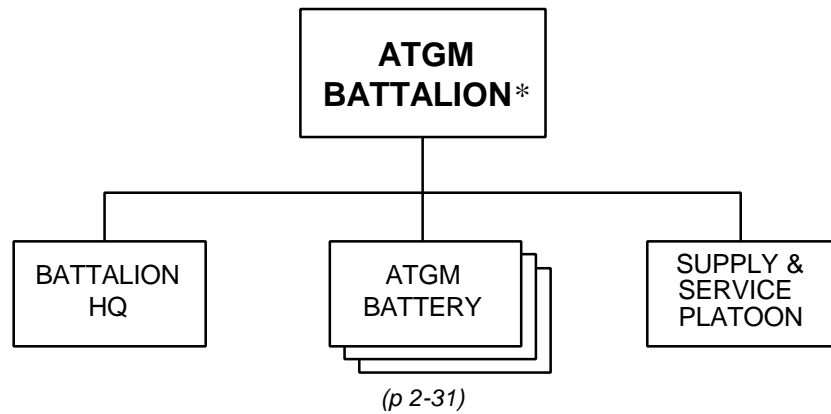 ATGM
BATTALION*
BATTALION
HQ
ATGM
BATTERY
SUPPLY &
SERVICE
PLATOON
(p 2-31)